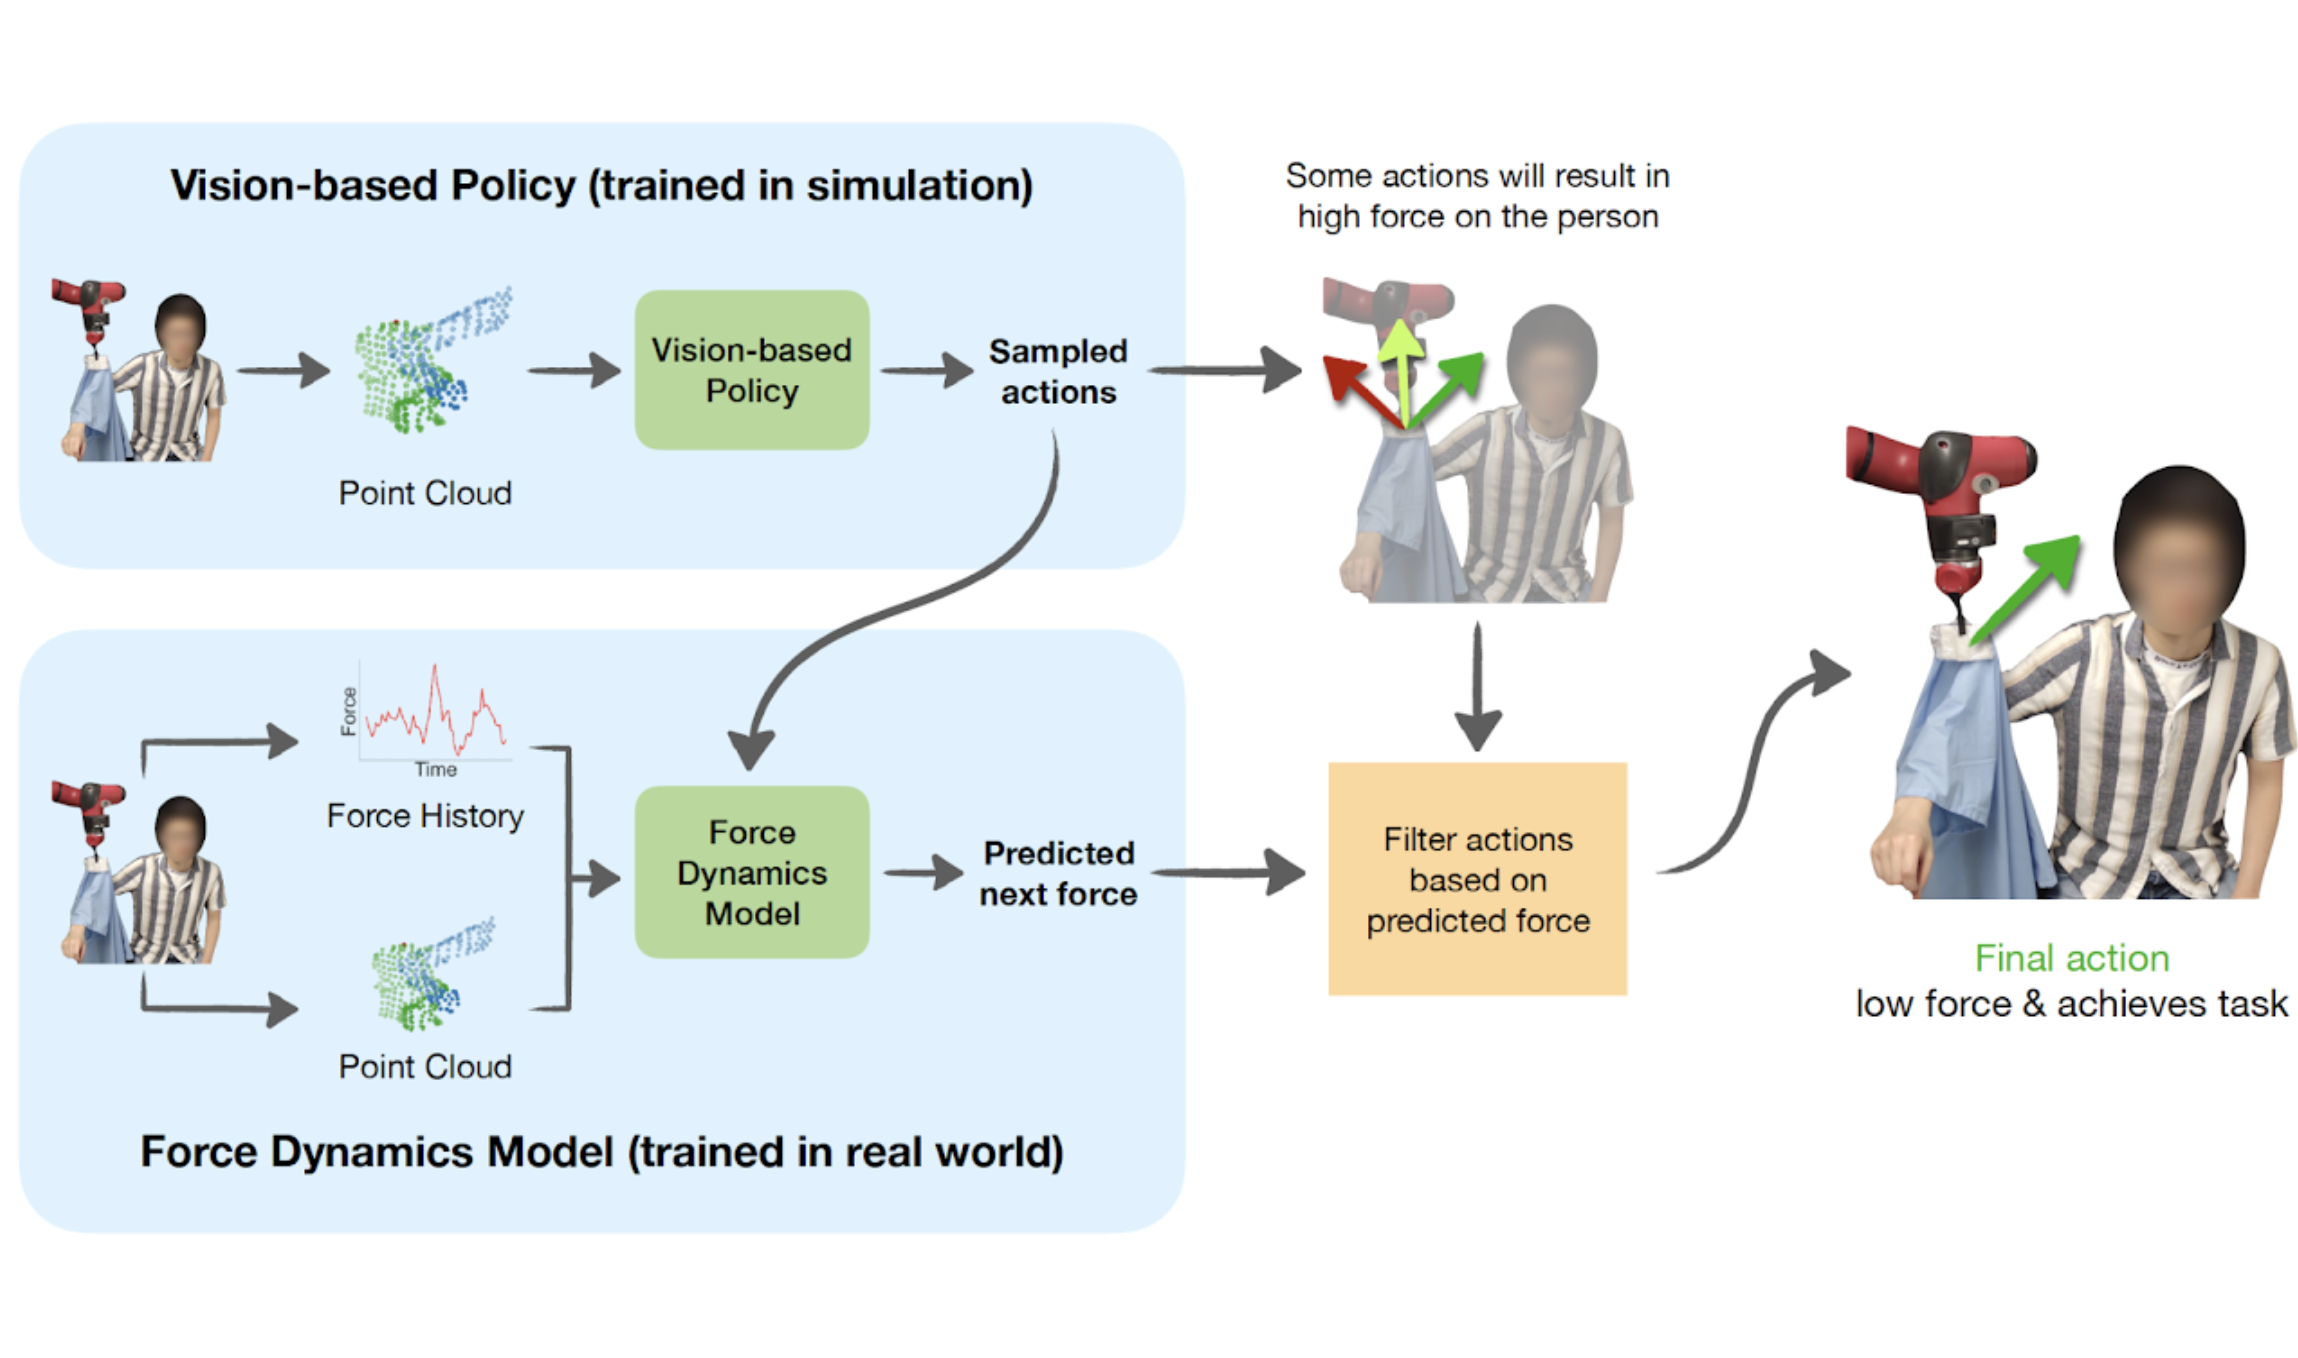 Vision-based Policy (trained in simulation)
Point Cloud
Vision-based
Policy
Sampled
actions
Some actions will result in
high force on the person
Force
Time
Force History
Point Cloud
Force
Dynamics
Model
Predicted
next force
Force Dynamics Model (trained in real world)
Filter actions
based on
predicted force
Final action
low force & achieves task